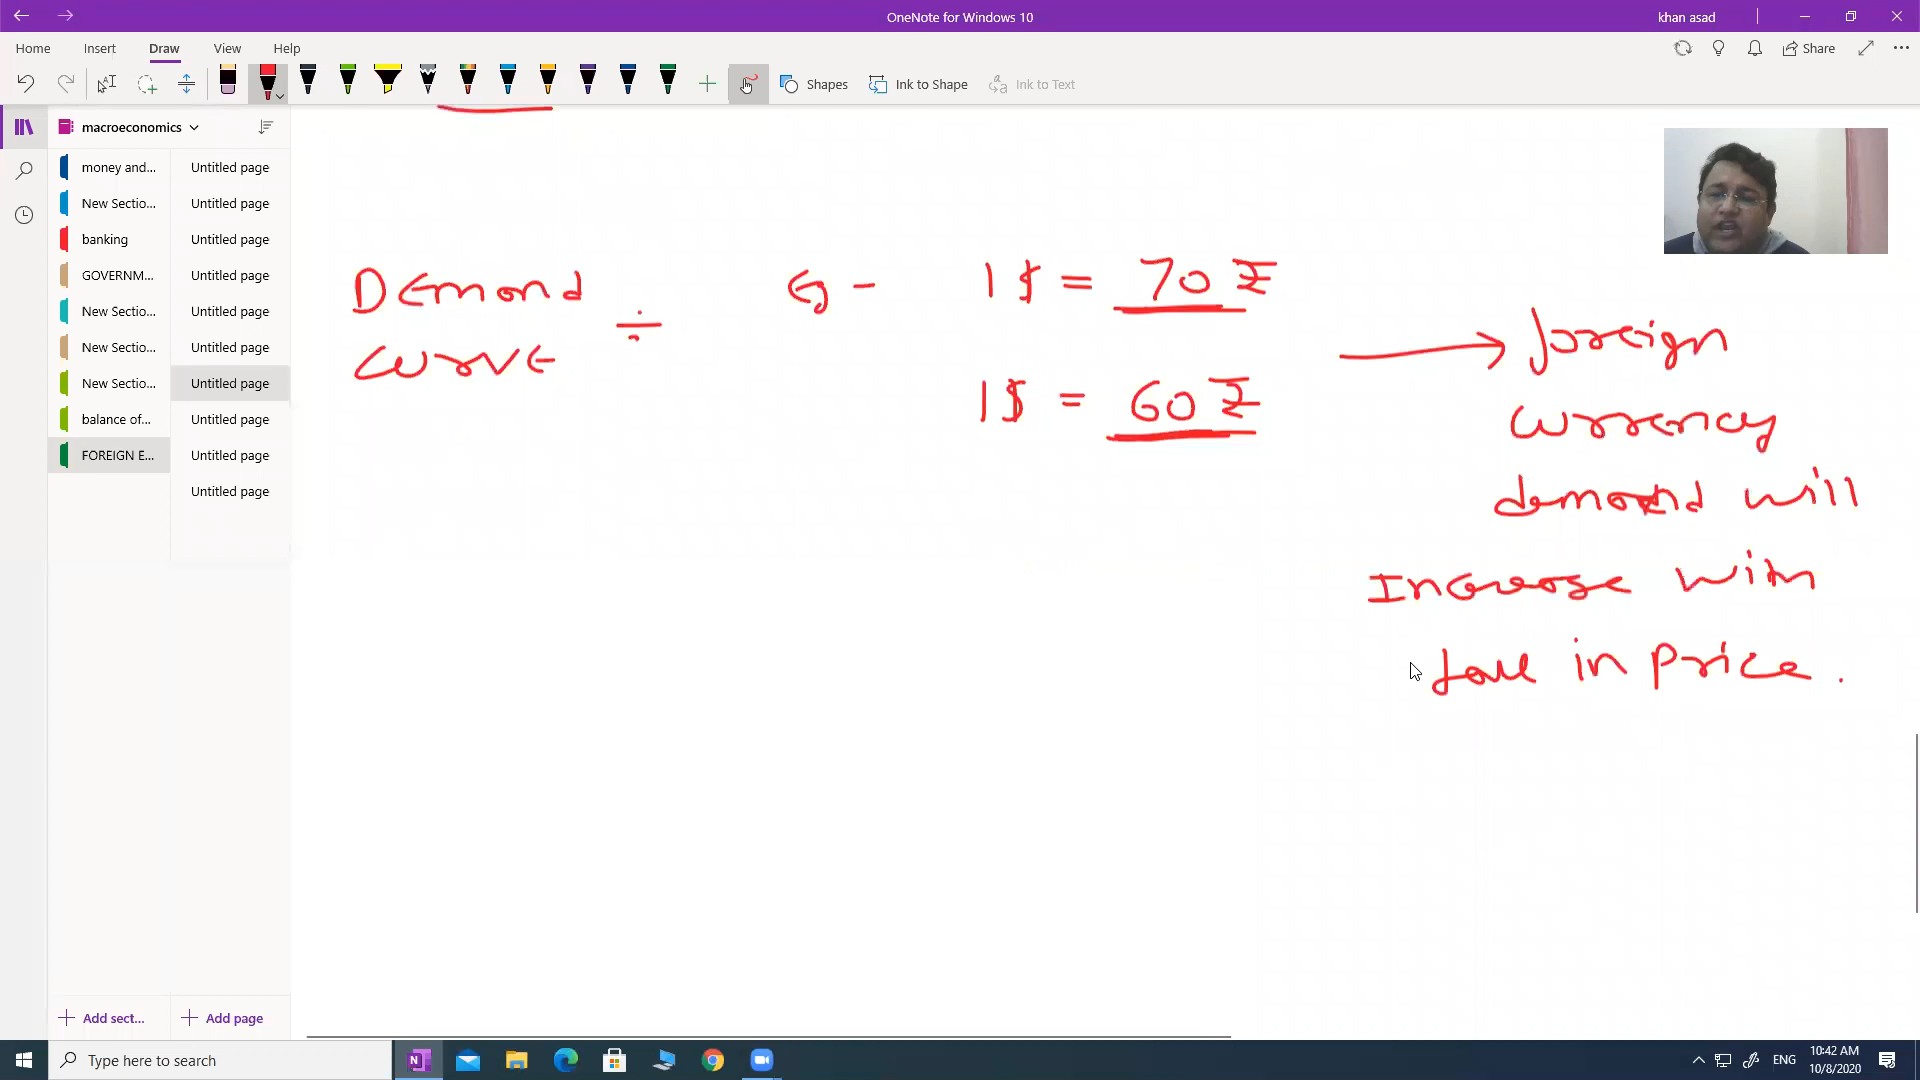 OneNote for Windows 10
khan asad
Home Insert Draw View Help
Share
Shapes Ink to Shape Ink to Text
macroeconomics
money and...
New Sectio...
banking
GOVERNM...
New Sectio...
New Sectio...
New Sectio...
balance of...
FOREIGN E...
Untitled page
Untitled page
Untitled page
Untitled page
Untitled page
Untitled page
Untitled page
Untitled page
Untitled page
Untitled page
Demand
curve ÷
Eg - 1 $ = 70 ₹
1 $ = 60 ₹
→ foreign
currency
demand will
Increase with
fall in price .
Add sect...
Add page
Type here to search
ENG
10:42 AM
10/8/2020